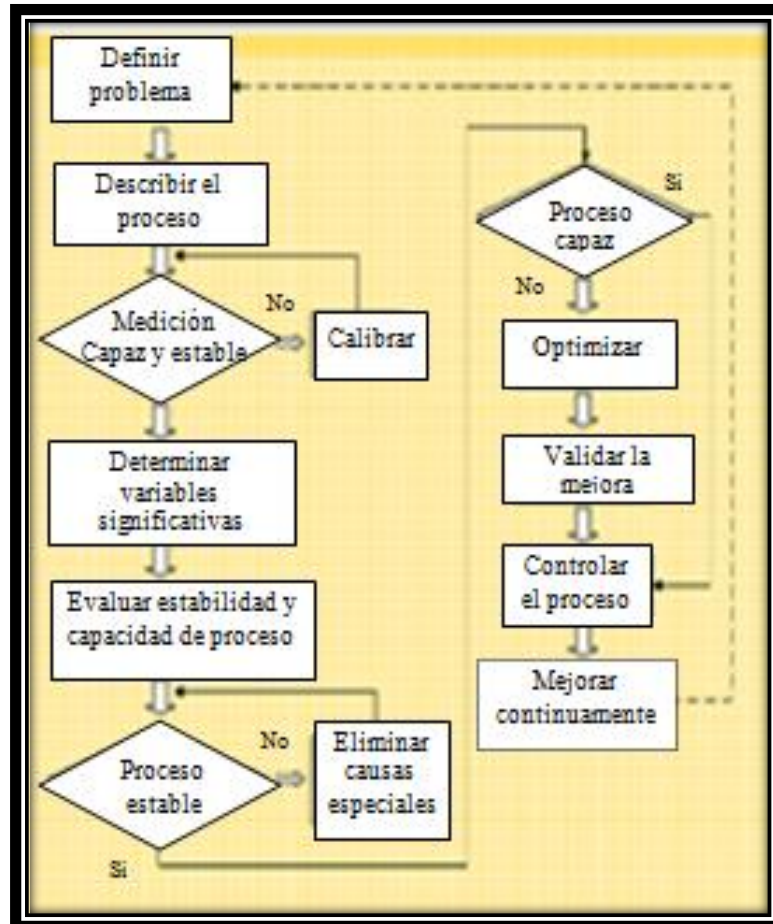 Definir
problema
Describir el
proceso
Medición
Capaz y estable
No
Calibrar
Determinar
variables
significativas
Evaluar estabilidad y
capacidad de proceso
Proceso
estable
No
Eliminar
causas
especiales
Si
Proceso
capaz
Si
No
Optimizar
Validar la
mejora
Controlar
el proceso
Mejorar
continuamente